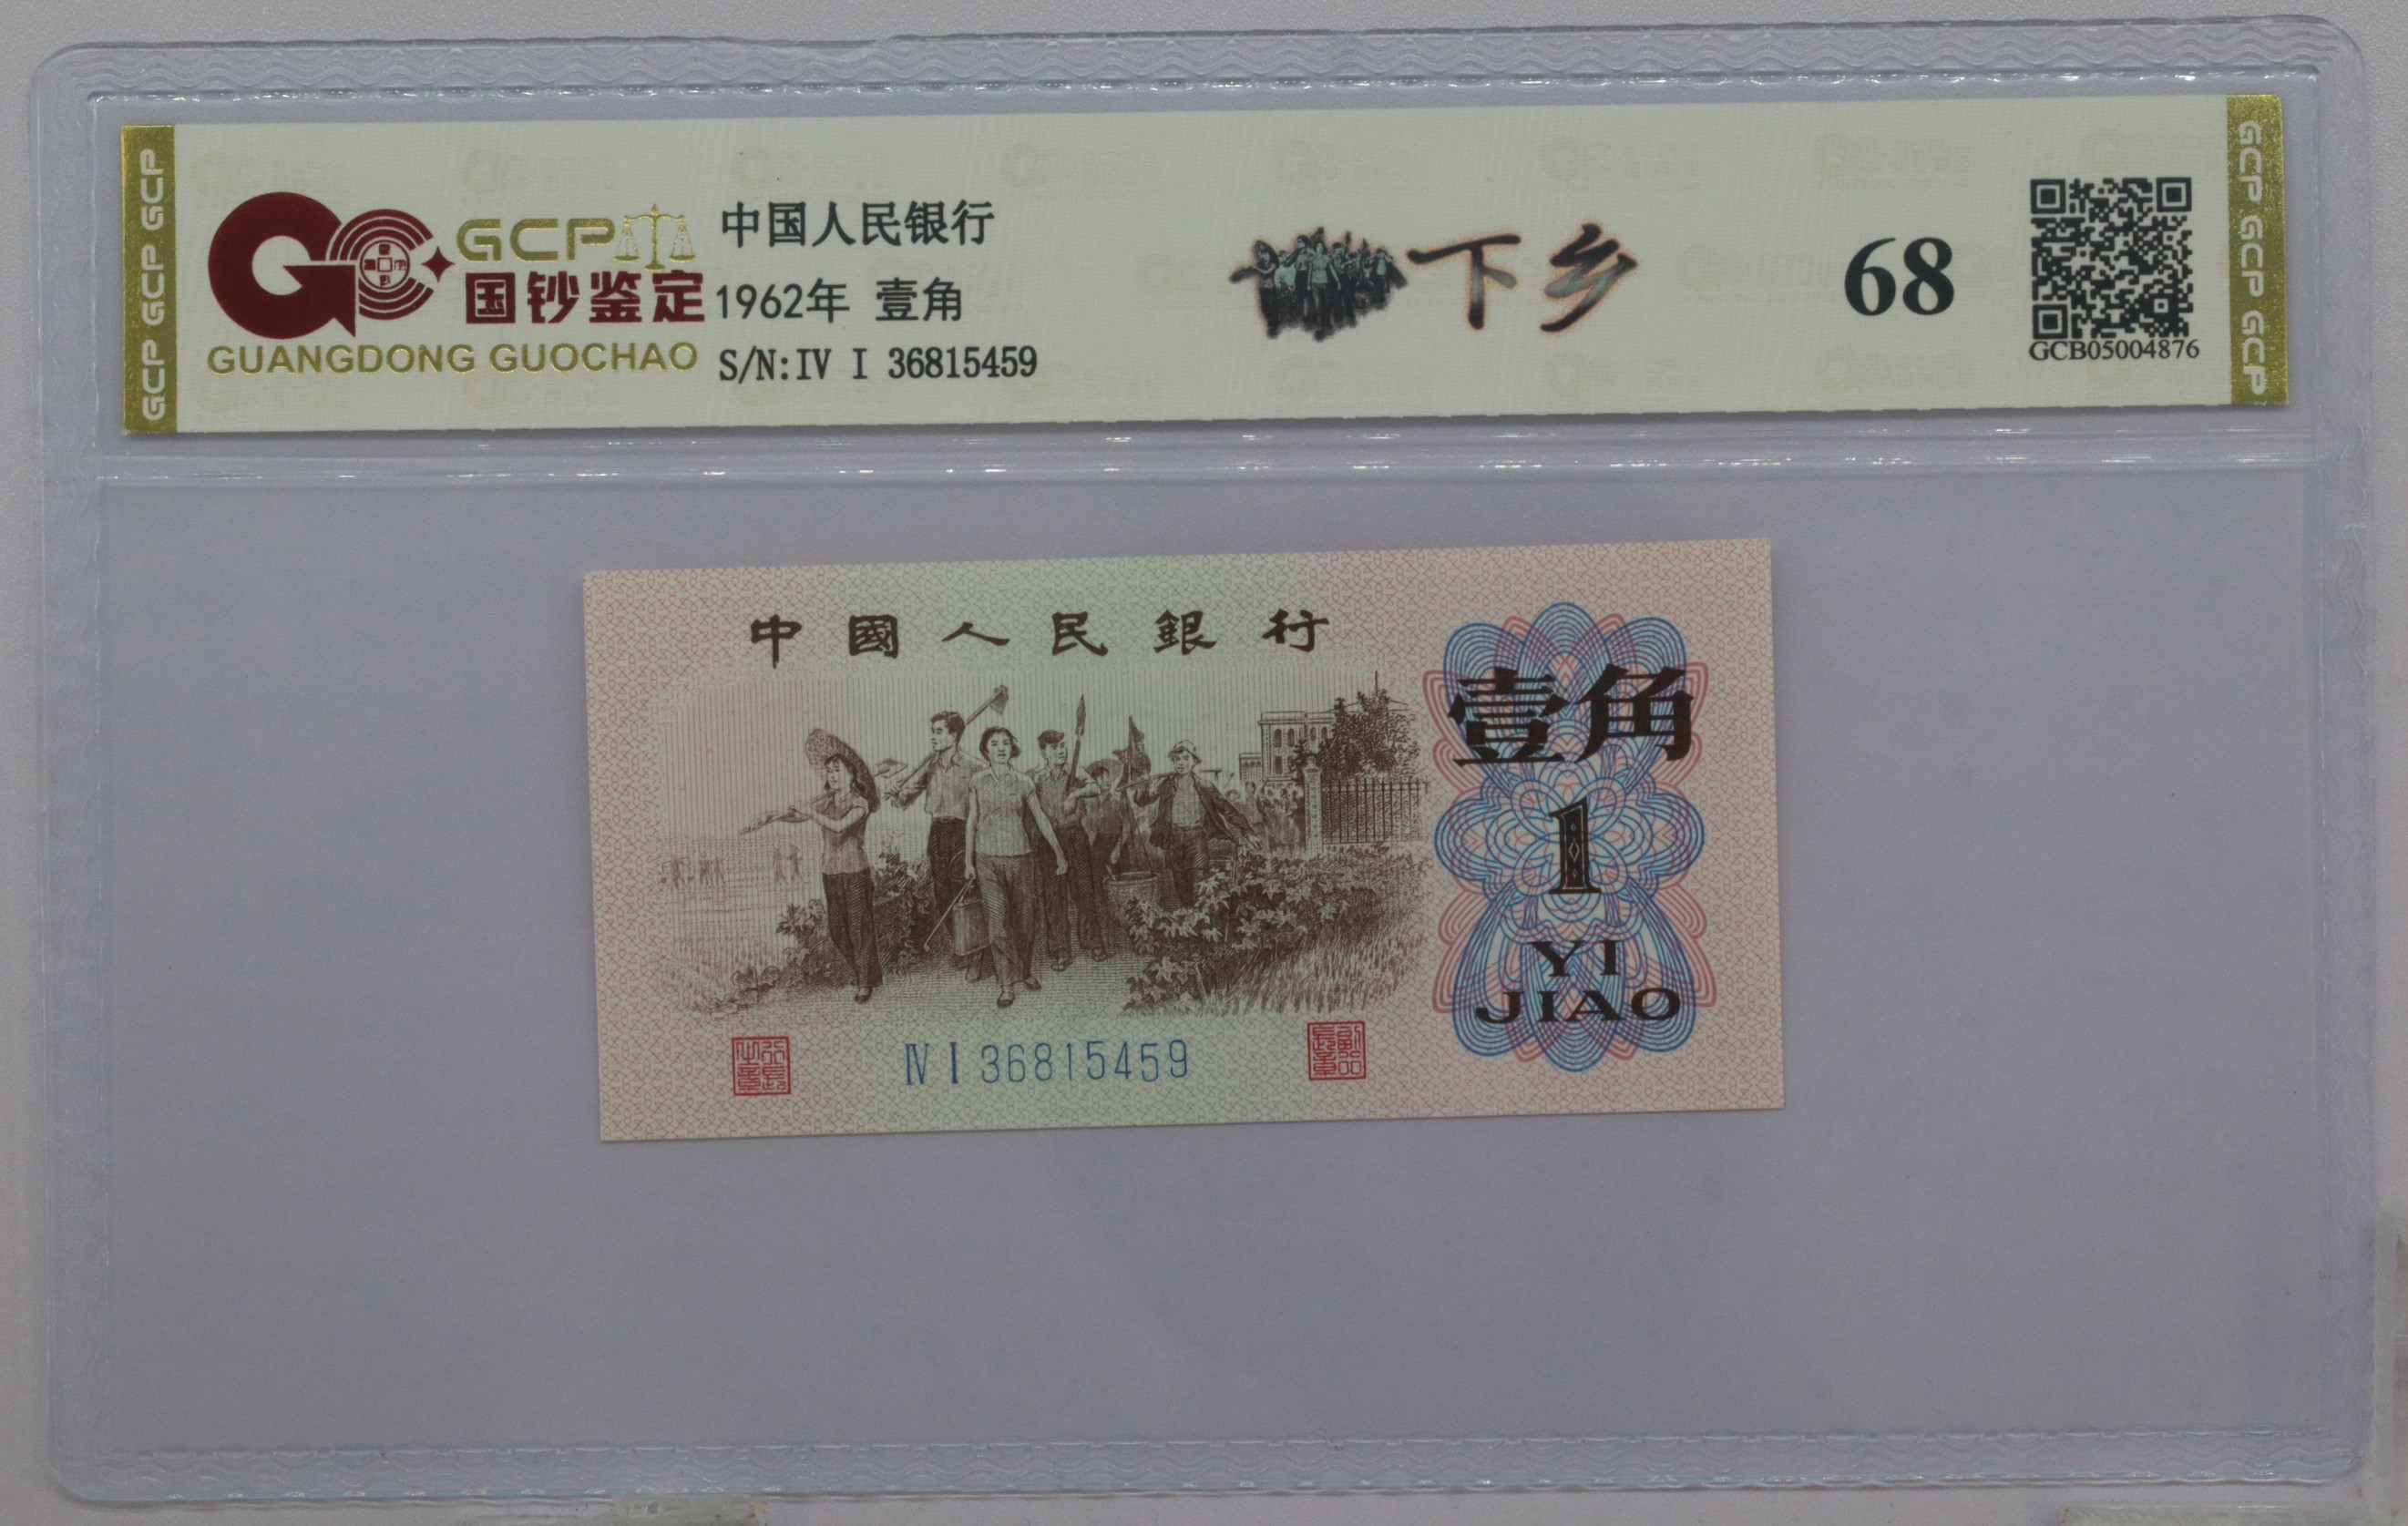 GCP GCP GCP
GCP
国钞鉴定
GUANGDONG GUOCHAO
中国人民银行
1962年 壹角
S/N:IV I 36815459
下乡
68
GCB05004876
GCP GCP GCP
中國人民銀行
壹角
1
YI
JIAO
Ⅳ Ⅰ 36815459